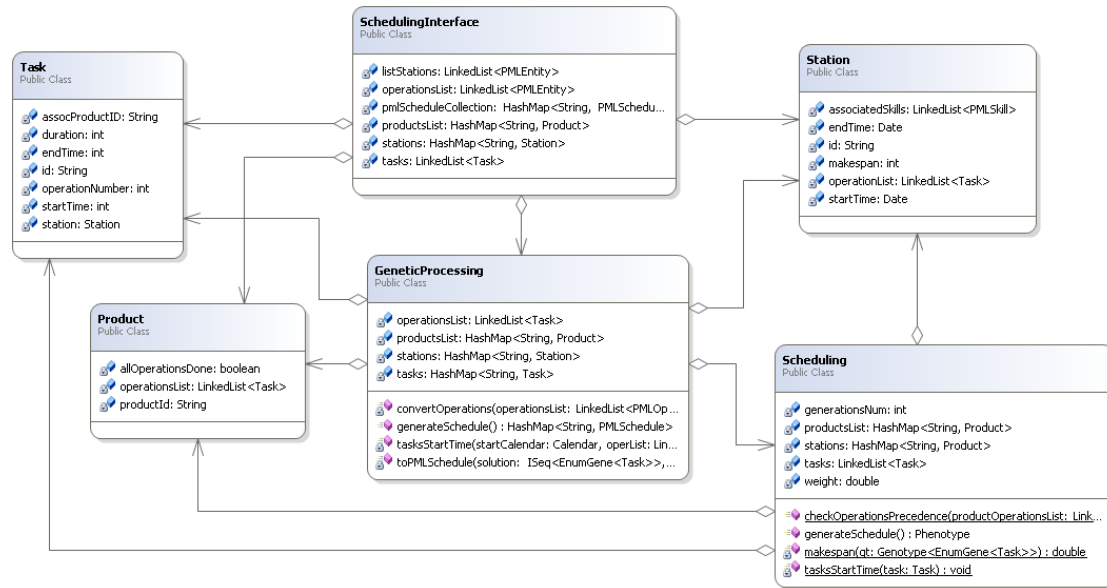 SchedulingInterface
Public Class
listStations: LinkedList<PMLEntity>
operationsList: LinkedList<PMLEntity>
pmlScheduleCollection: HashMap<String, PMLSchedu...
productsList: HashMap<String, Product>
stations: HashMap<String, Station>
tasks: LinkedList<Task>
Task
Public Class
assocProductID: String
duration: int
endTime: int
id: String
operationNumber: int
startTime: int
station: Station
Station
Public Class
associatedSkills: LinkedList<PMLSkill>
endTime: Date
id: String
makespan: int
operationList: LinkedList<Task>
startTime: Date
GeneticProcessing
Public Class
operationsList: LinkedList<Task>
productsList: HashMap<String, Product>
stations: HashMap<String, Station>
tasks: HashMap<String, Task>
convertOperations(operationsList: LinkedList<PMLOp...
generateSchedule() : HashMap<String, PMLSchedule>
tasksStartTime(startCalendar: Calendar, operList: Lin...
toPMLSchedule(solution: ISeq<EnumGene<Task>>,...
Product
Public Class
allOperationsDone: boolean
operationsList: LinkedList<Task>
productId: String
Scheduling
Public Class
generationsNum: int
productsList: HashMap<String, Product>
stations: HashMap<String, Product>
tasks: LinkedList<Task>
weight: double
checkOperationsPrecedence(productOperationsList: Link...
generateSchedule() : Phenotype
makespan(gt: Genotype<EnumGene<Task>>) : double
tasksStartTime(task: Task) : void